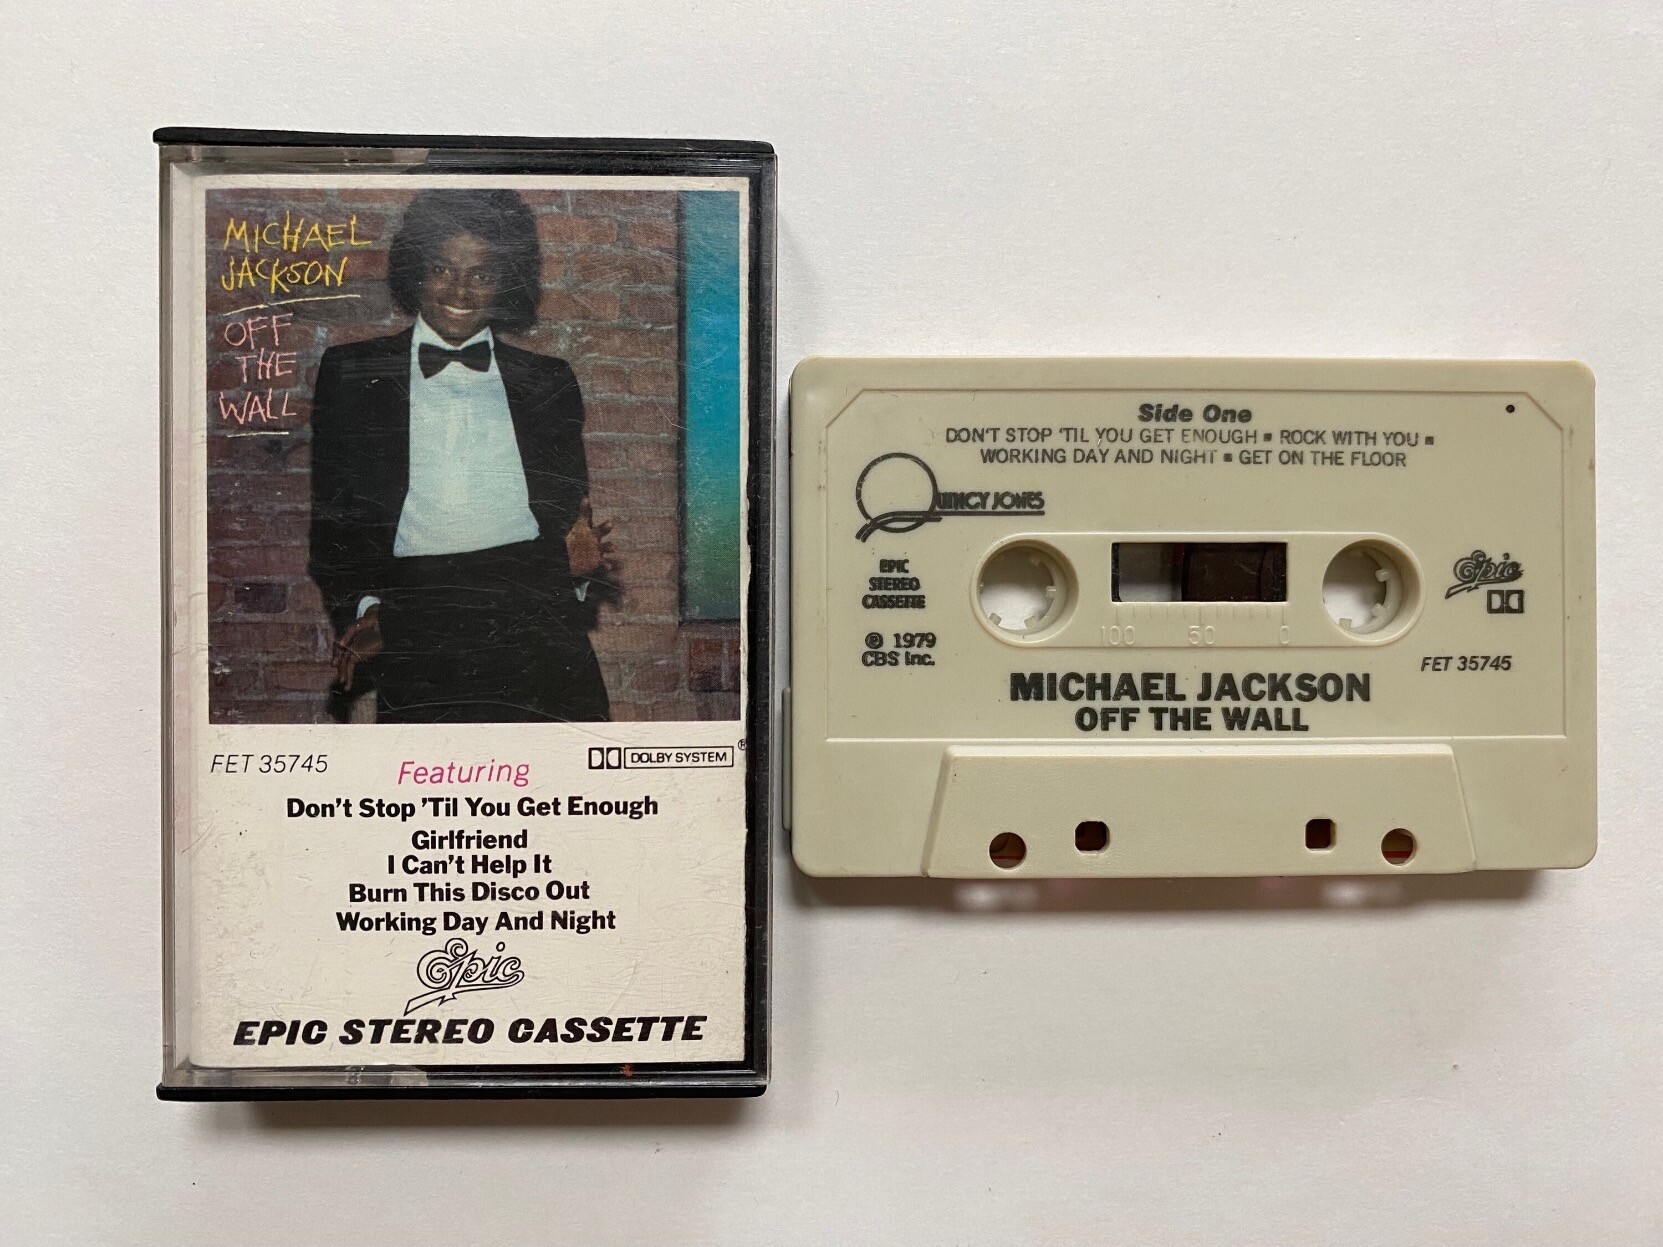 MICHAEL
JACKSON
OFF
THE
WALL
FET 35745
DOLBY SYSTEM®
Featuring
Don't Stop 'Til You Get Enough
Girlfriend
I Can't Help It
Burn This Disco Out
Working Day And Night
Epic
EPIC STEREO CASSETTE
Side One
DON'T STOP 'TIL YOU GET ENOUGH ▪ ROCK WITH YOU ▪
WORKING DAY AND NIGHT ▪ GET ON THE FLOOR
QUINCY JONES
EPIC
STEREO
CASSETTE
℗ 1979
CBS Inc.
100 50 0
Epic
FET 35745
MICHAEL JACKSON
OFF THE WALL